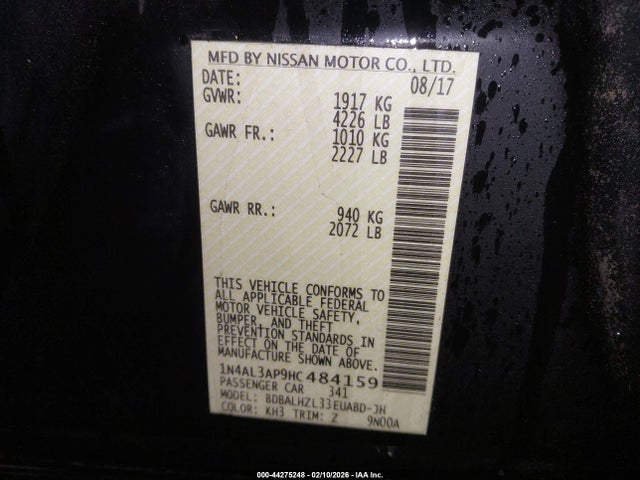 MFD BY NISSAN MOTOR CO., LTD.
DATE: 08/17
GVWR: 1917 KG
4226 LB
GAWR FR.: 1010 KG
2227 LB
GAWR RR.: 940 KG
2072 LB
THIS VEHICLE CONFORMS TO
ALL APPLICABLE FEDERAL
MOTOR VEHICLE SAFETY,
BUMPER, AND THEFT
PREVENTION STANDARDS IN
EFFECT ON THE DATE OF
MANUFACTURE SHOWN ABOVE.
1N4AL3AP9HC484159
PASSENGER CAR 341
MODEL: BDBALHZL33EUABD-JH
COLOR: KH3 TRIM: Z 9N00A
000-44275248 - 02/10/2026 - IAA Inc.